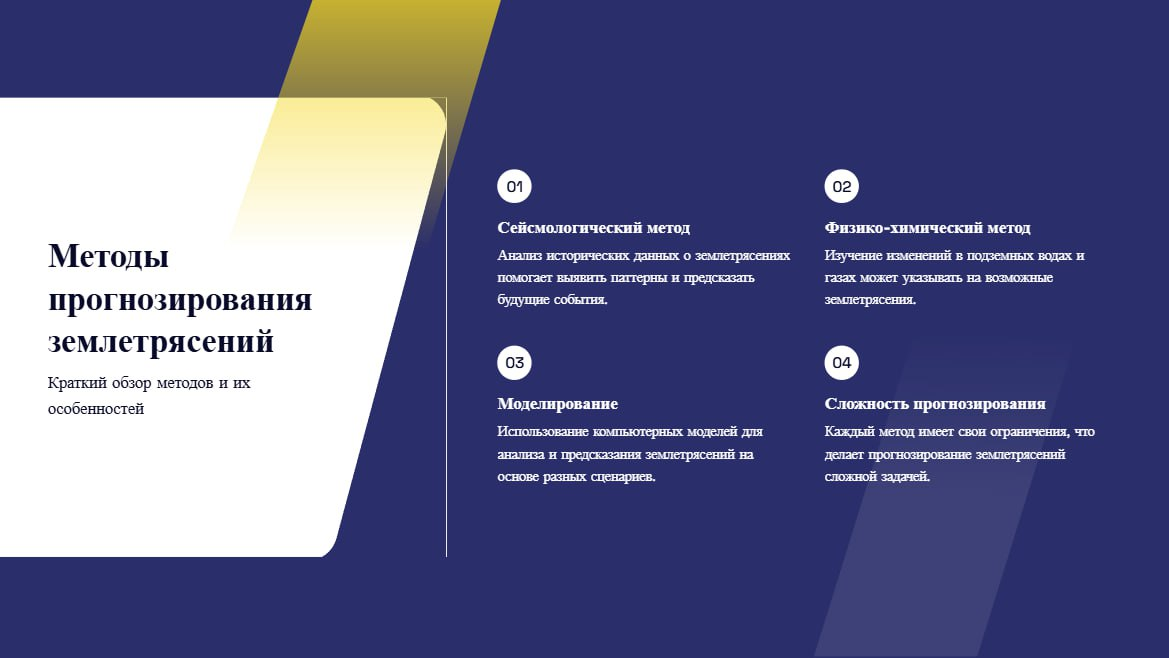 Методы
прогнозирования
землетрясений
Краткий обзор методов и их
особенностей
01
Сейсмологический метод
Анализ исторических данных о землетрясениях
помогает выявить паттерны и предсказать
будущие события.
02
Физико-химический метод
Изучение изменений в подземных водах и
газах может указывать на возможные
землетрясения.
03
Моделирование
Использование компьютерных моделей для
анализа и предсказания землетрясений на
основе разных сценариев.
04
Сложность прогнозирования
Каждый метод имеет свои ограничения, что
делает прогнозирование землетрясений
сложной задачей.